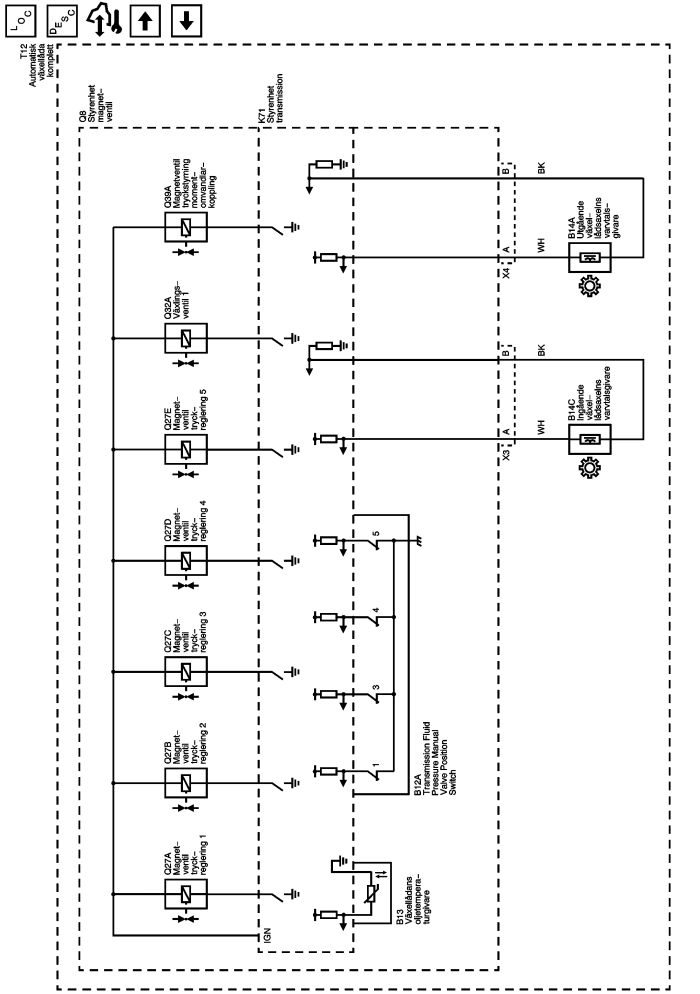 LOC
DESC
T12
Automatisk
växellåda
komplett
Q8
Styrenhet
magnet-
ventil
K71
Styrenhet
transmission
Q39A
Magnetventil
tryckstyrning
moment-
omvandlar-
koppling
Q32A
Växlings-
ventil 1
Q27E
Magnet-
ventil
tryck-
reglering 5
Q27D
Magnet-
ventil
tryck-
reglering 4
Q27C
Magnet-
ventil
tryck-
reglering 3
Q27B
Magnet-
ventil
tryck-
reglering 2
Q27A
Magnet-
ventil
tryck-
reglering 1
IGN
B BK
A WH
X4
B14A
Utgående
växel-
lådsaxelns
varvtals-
givare
B BK
A WH
X3
B14C
Ingående
växel-
lådsaxelns
varvtalsgivare
5
4
3
1
B12A
Transmission Fluid
Pressure Manual
Valve Position
Switch
B13
Växellådans
oljetempera-
turgivare